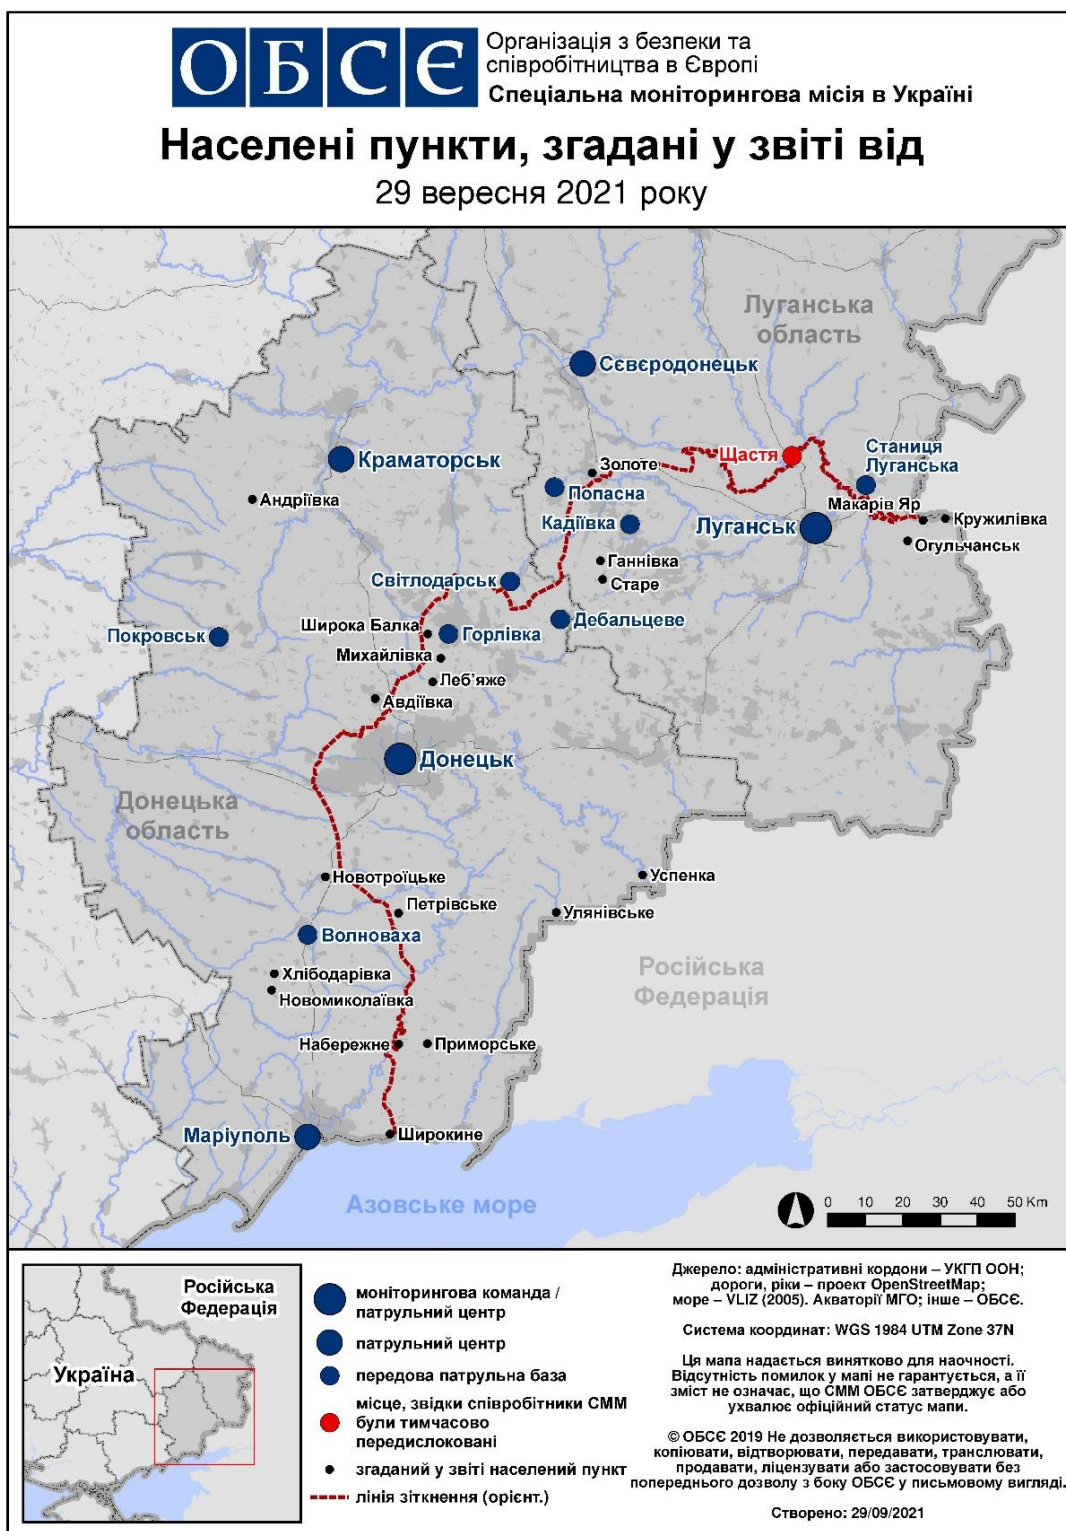 ОБСЄ
Організація з безпеки та
співробітництва в Європі
Спеціальна моніторингова місія в Україні
Населені пункти, згадані у звіті від
29 вересня 2021 року
Луганська
область
Сєвєродонецьк
Щастя
Станиця
Луганська
Золоте
Краматорськ
Андріївка
Попасна
Макарів Яр
Кадіївка
Луганськ
Кружилівка
Огульчанськ
Ганнівка
Світлодарськ
Старе
Дебальцеве
Широка Балка
Горлівка
Покровськ
Михайлівка
Леб’яже
Авдіївка
Донецьк
Донецька
область
Новотроїцьке
Успенка
Петрівське
Улянівське
Волноваха
Російська
Федерація
Хлібодарівка
Новомиколаївка
Набережне
Приморське
Маріуполь
Широкине
Азовське море
0 10 20 30 40 50 Km
Російська
Федерація
Україна
моніторингова команда /
патрульний центр
патрульний центр
передова патрульна база
місце, звідки співробітники СММ
були тимчасово
передислоковані
згаданий у звіті населений пункт
лінія зіткнення (орієнт.)
Джерело: адміністративні кордони – УКГП ООН;
дороги, ріки – проект OpenStreetMap;
море – VLIZ (2005). Акваторії МГО; інше – ОБСЄ.
Система координат: WGS 1984 UTM Zone 37N
Ця мапа надається винятково для наочності.
Відсутність помилок у мапі не гарантується, а її
зміст не означає, що СММ ОБСЄ затверджує або
ухвалює офіційний статус мапи.
© ОБСЄ 2019 Не дозволяється використовувати,
копіювати, відтворювати, передавати, транслювати,
продавати, ліцензувати або застосовувати без
попереднього дозволу з боку ОБСЄ у письмовому вигляді.
Створено: 29/09/2021